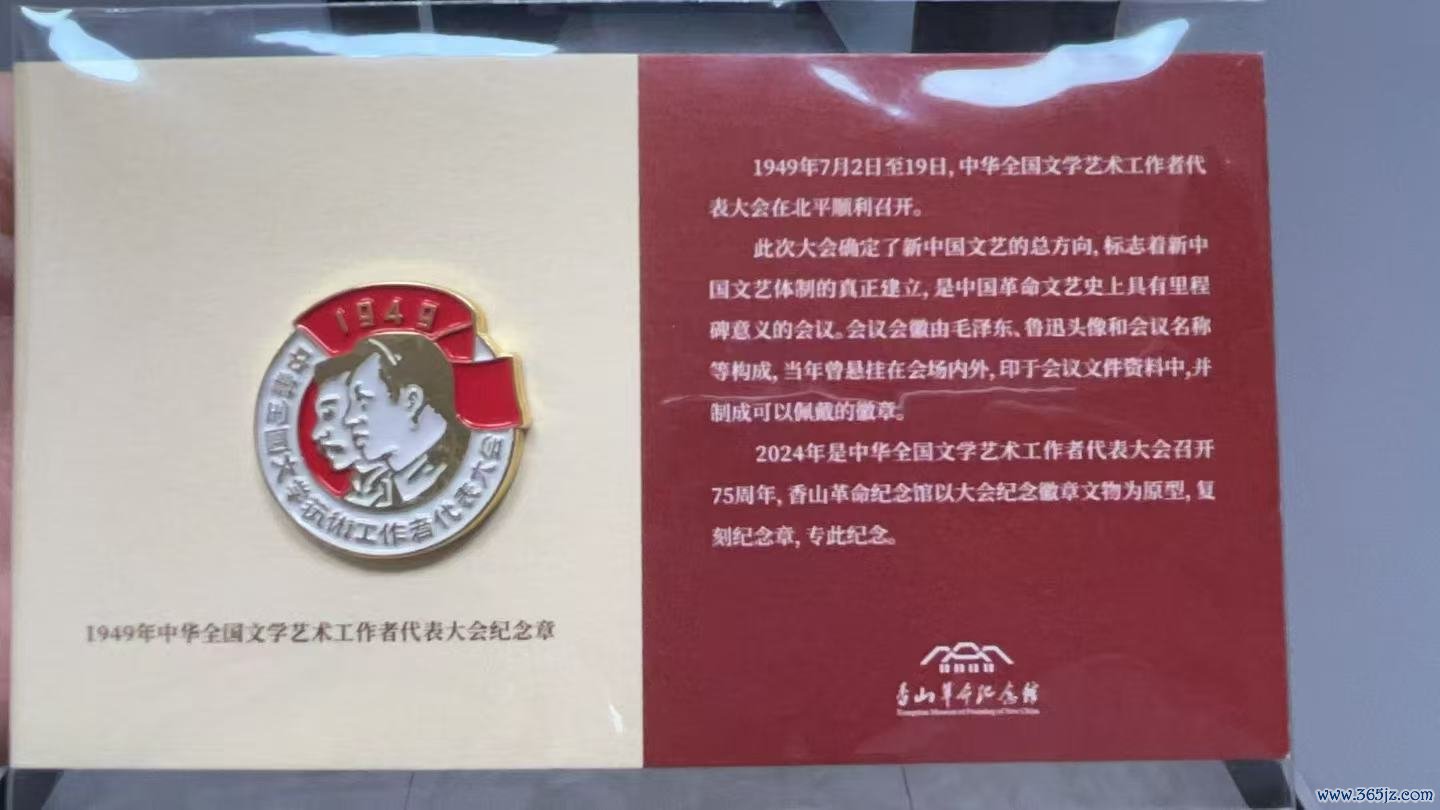 1949
中華全國文学芸術工作者代表大会
1949年中华全国文学艺术工作者代表大会纪念章
1949年7月2日至19日,中华全国文学艺术工作者代
表大会在北平顺利召开。
此次大会确定了新中国文艺的总方向,标志着新中
国文艺体制的真正建立,是中国革命文艺史上具有里程
碑意义的会议。会议会徽由毛泽东、鲁迅头像和会议名称
等构成,当年曾悬挂在会场内外,印于会议文件资料中,并
制成可以佩戴的徽章。
2024年是中华全国文学艺术工作者代表大会召开
75周年,香山革命纪念馆以大会纪念徽章文物为原型,复
刻纪念章,专此纪念。
香山革命纪念馆
www.365jz.com